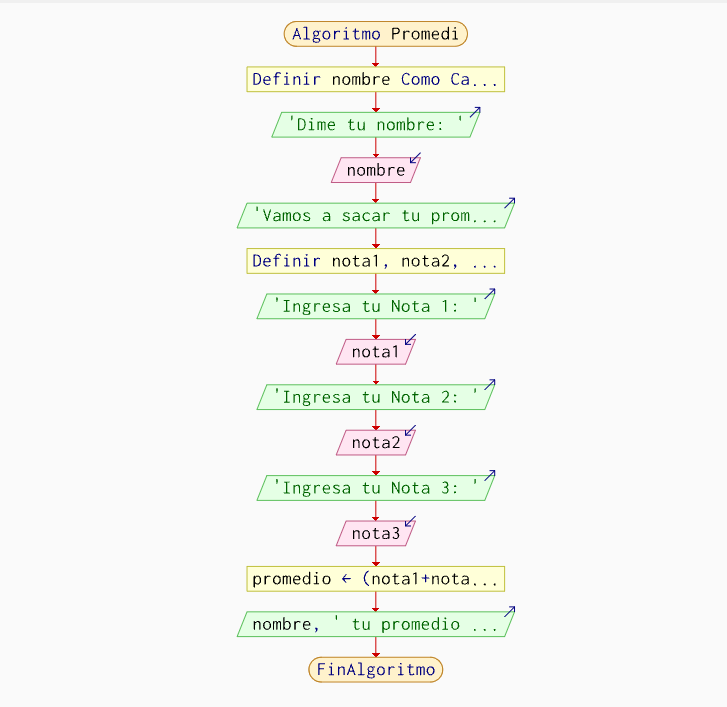 Algoritmo Promedi
Definir nombre Como Ca...
'Dime tu nombre: '
nombre
'Vamos a sacar tu prom...
Definir nota1, nota2, ...
'Ingresa tu Nota 1: '
nota1
'Ingresa tu Nota 2: '
nota2
'Ingresa tu Nota 3: '
nota3
promedio ← (nota1+nota...
nombre, ' tu promedio ...
FinAlgoritmo